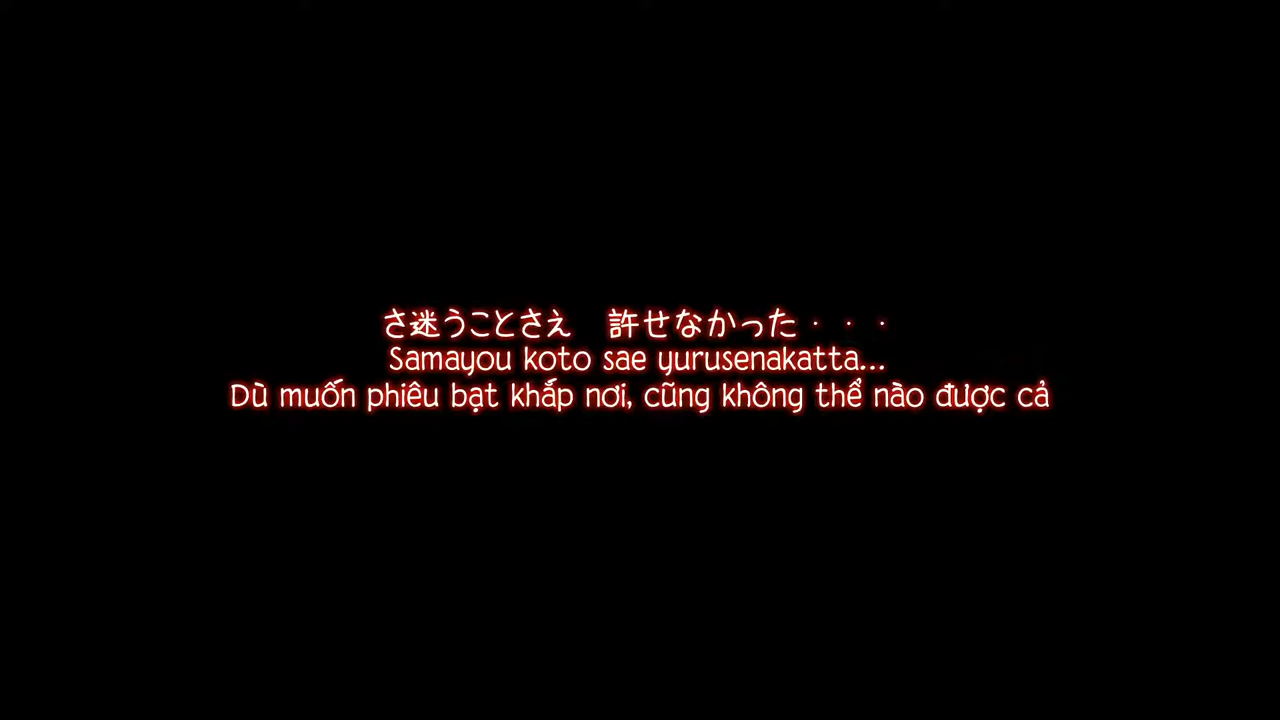 さ迷うことさえ　許せなかった・・・
Samayou koto sae yurusenakatta...
Dù muốn phiêu bạt khắp nơi, cũng không thể nào được cả